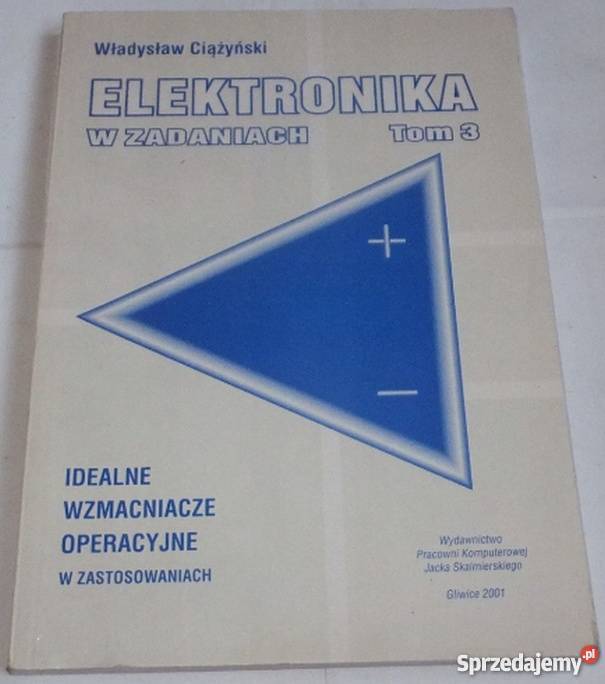 Władysław Ciążyński
ELEKTRONIKA
W ZADANIACH Tom 3
+
−
IDEALNE
WZMACNIACZE
OPERACYJNE
W ZASTOSOWANIACH
Wydawnictwo
Pracowni Komputerowej
Jacka Skalmierskiego
Gliwice 2001
Sprzedajemy.pl